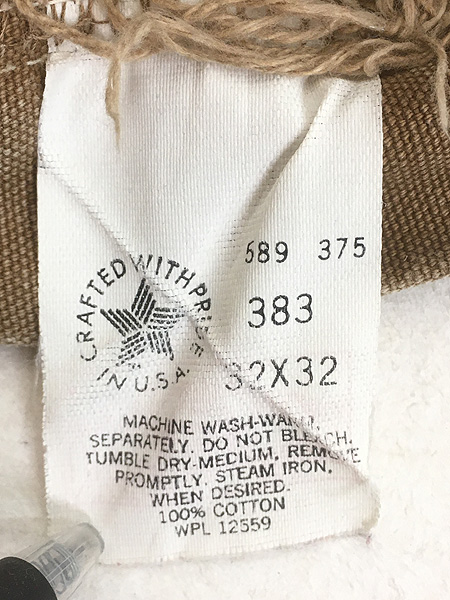 589 375
CRAFTED WITH PRIDE
IN U.S.A.
383
32X32
MACHINE WASH-WARM.
SEPARATELY. DO NOT BLEACH.
TUMBLE DRY-MEDIUM. REMOVE
PROMPTLY. STEAM IRON.
WHEN DESIRED.
100% COTTON
WPL 12559